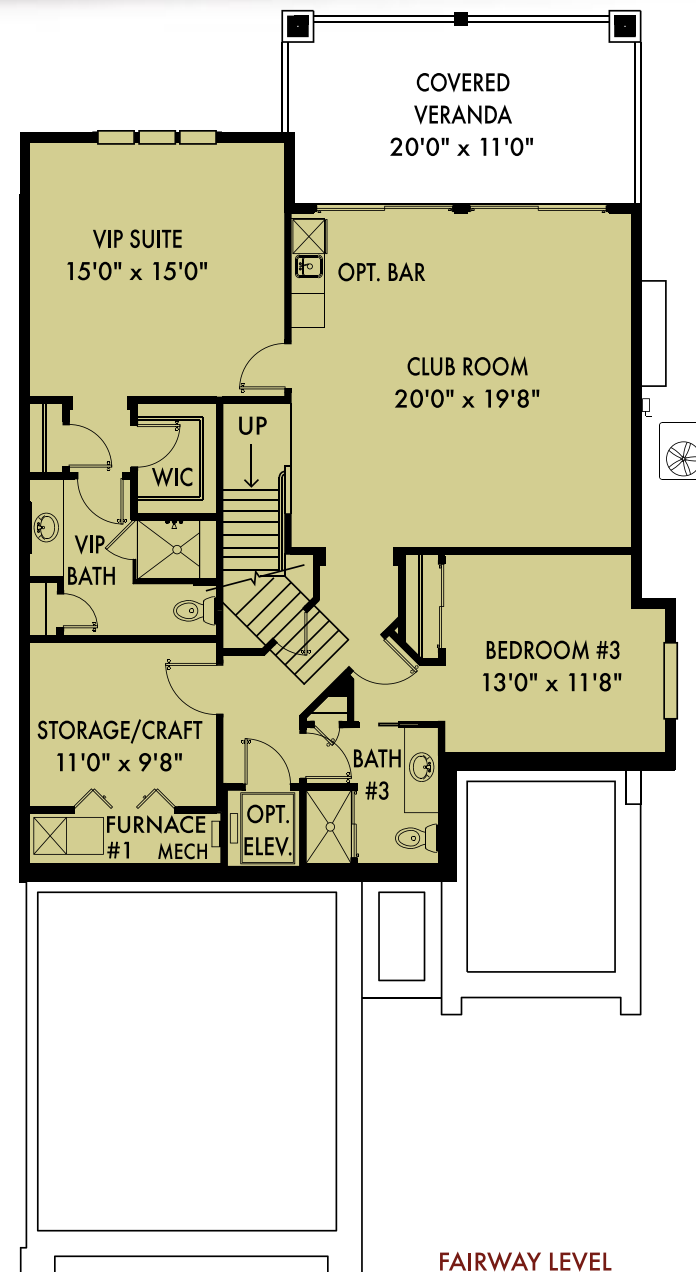 COVERED
VERANDA
20'0" x 11'0"
VIP SUITE
15'0" x 15'0"
OPT. BAR
CLUB ROOM
20'0" x 19'8"
UP
WIC
VIP
BATH
BEDROOM #3
13'0" x 11'8"
STORAGE/CRAFT
11'0" x 9'8"
BATH
#3
OPT.
ELEV.
FURNACE
#1 MECH
FAIRWAY LEVEL